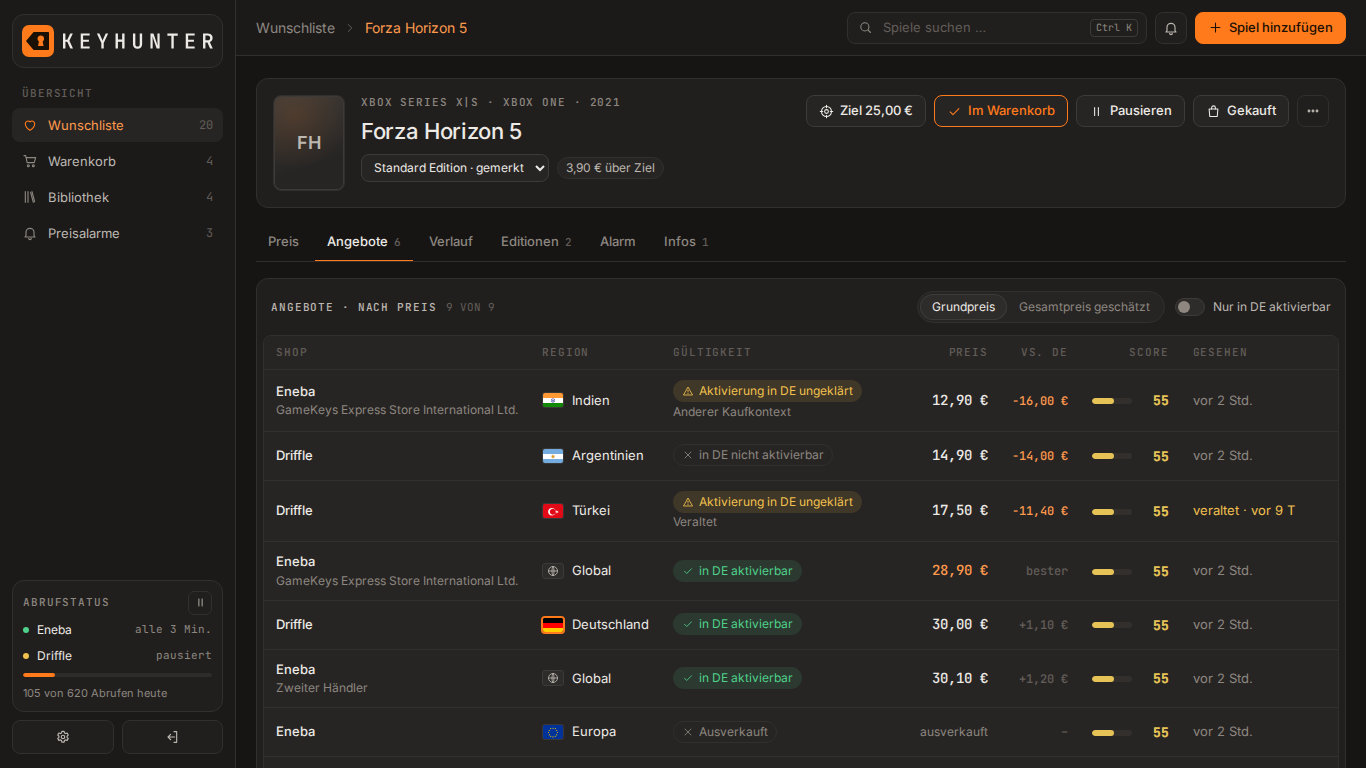 KEYHUNTER
Wunschliste
Forza Horizon 5
Spiele suchen ...
Ctrl K
Spiel hinzufügen
ÜBERSICHT
Wunschliste 20
Warenkorb 4
Bibliothek 4
Preisalarme 3
FH
XBOX SERIES X|S · XBOX ONE · 2021
Forza Horizon 5
Standard Edition · gemerkt
3,90 € über Ziel
Ziel 25,00 €
Im Warenkorb
Pausieren
Gekauft
Preis
Angebote 6
Verlauf
Editionen 2
Alarm
Infos 1
ANGEBOTE · NACH PREIS 9 VON 9
Grundpreis
Gesamtpreis geschätzt
Nur in DE aktivierbar
SHOP REGION GÜLTIGKEIT PREIS VS. DE SCORE GESEHEN
Eneba
GameKeys Express Store International Ltd.
Indien
Aktivierung in DE ungeklärt
Anderer Kaufkontext
12,90 € -16,00 € 55 vor 2 Std.
Driffle Argentinien in DE nicht aktivierbar 14,90 € -14,00 € 55 vor 2 Std.
Driffle Türkei
Aktivierung in DE ungeklärt
Veraltet
17,50 € -11,40 € 55 veraltet · vor 9 T
Eneba
GameKeys Express Store International Ltd.
Global in DE aktivierbar 28,90 € bester 55 vor 2 Std.
Driffle Deutschland in DE aktivierbar 30,00 € +1,10 € 55 vor 2 Std.
Eneba
Zweiter Händler
Global in DE aktivierbar 30,10 € +1,20 € 55 vor 2 Std.
Eneba Europa Ausverkauft ausverkauft – 55 vor 2 Std.
ABRUFSTATUS
Eneba alle 3 Min.
Driffle pausiert
105 von 620 Abrufen heute